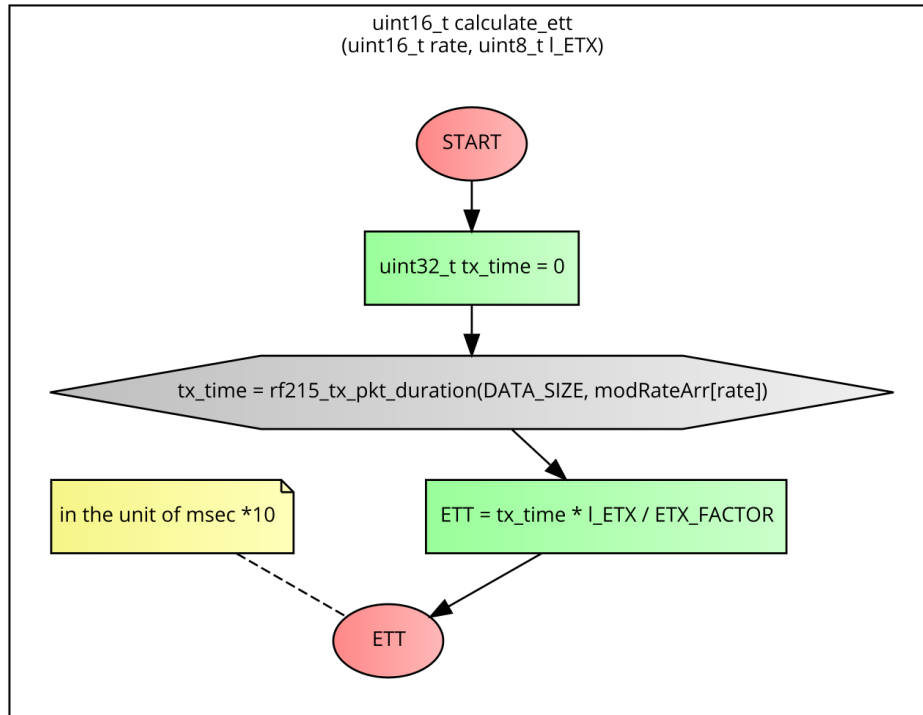 uint16_t calculate_ett
(uint16_t rate, uint8_t l_ETX)
START
uint32_t tx_time = 0
tx_time = rf215_tx_pkt_duration(DATA_SIZE, modRateArr[rate])
in the unit of msec *10
ETT = tx_time * l_ETX / ETX_FACTOR
ETT